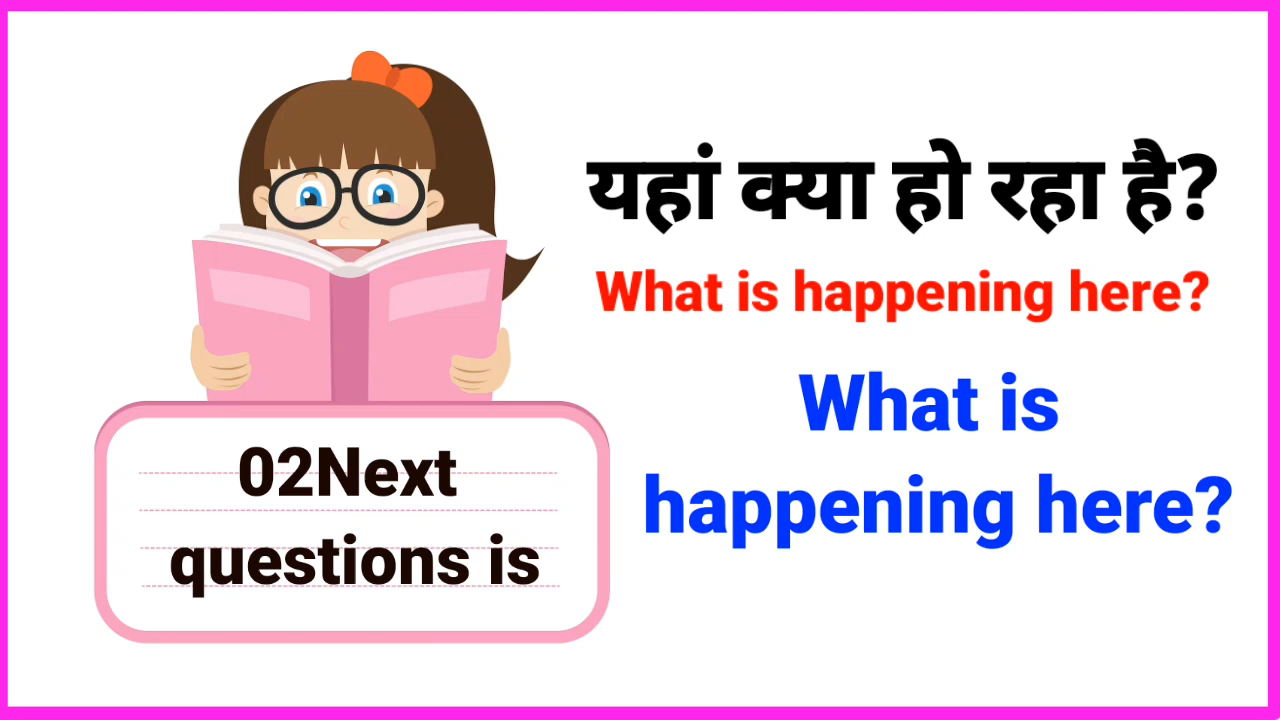 यहां क्या हो रहा है?
What is happening here?
What is
happening here?
02Next
questions is